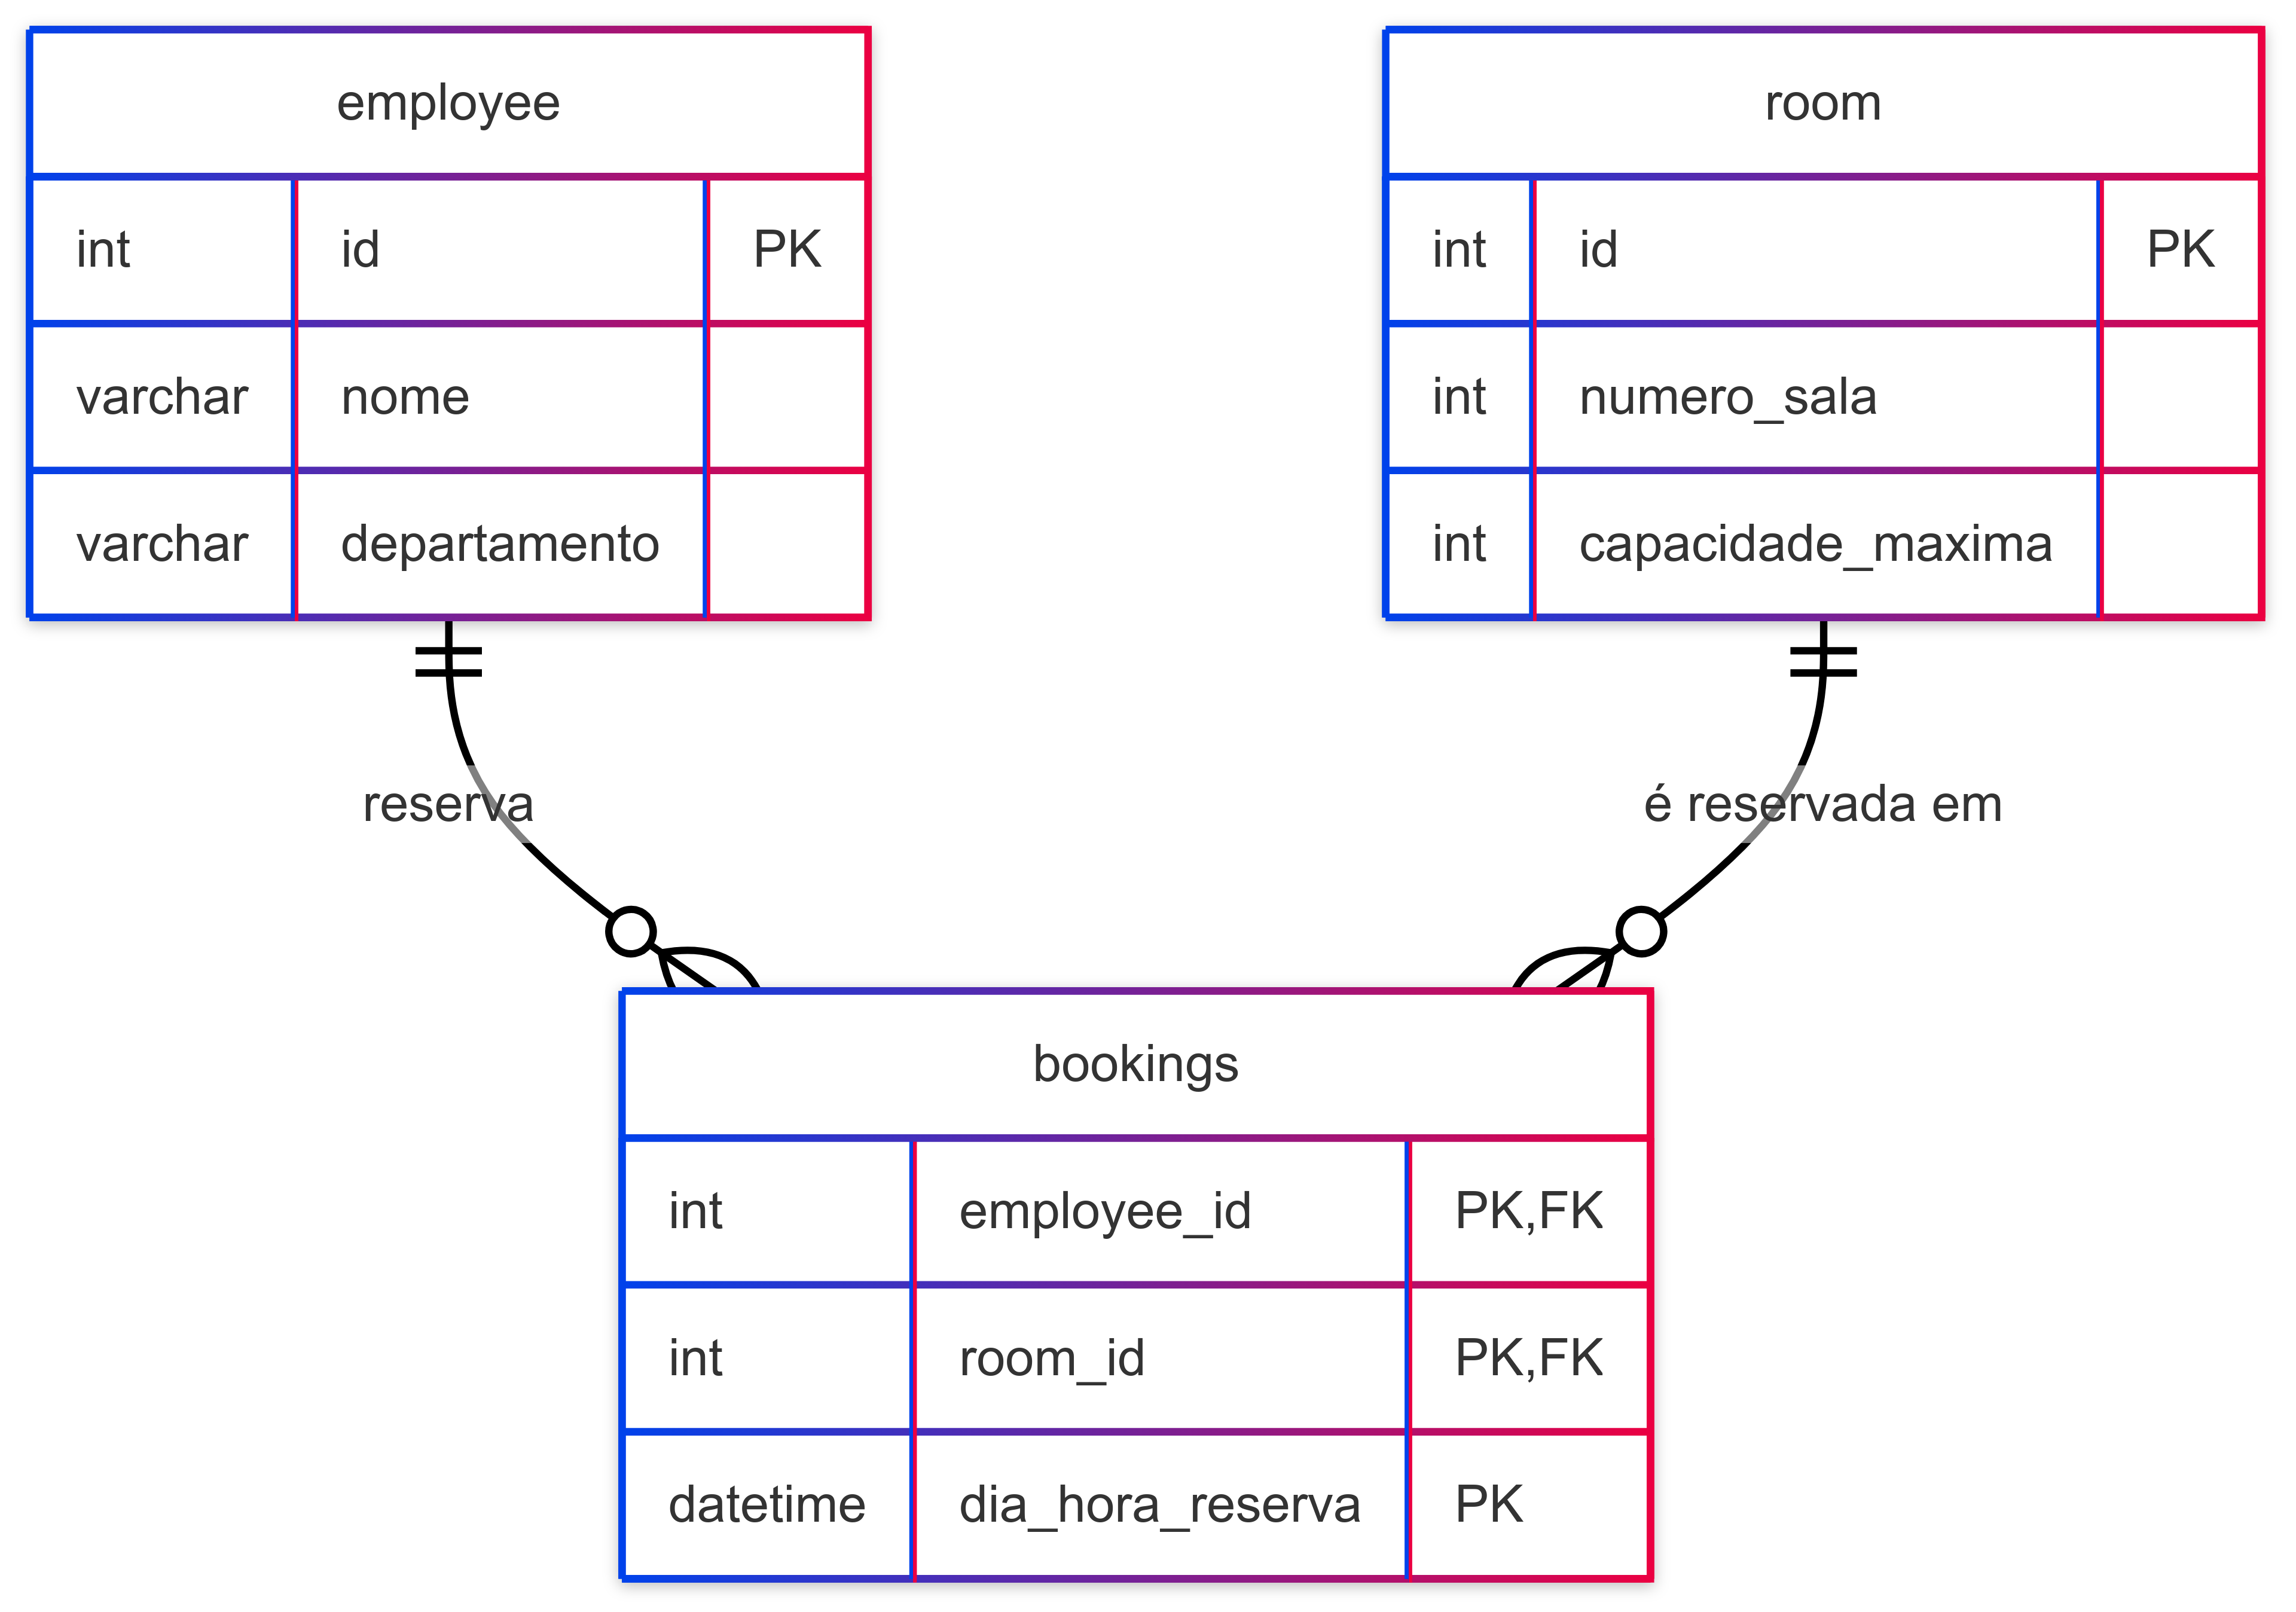 employee
int id PK
varchar nome
varchar departamento
room
int id PK
int numero_sala
int capacidade_maxima
reserva
é reservada em
bookings
int employee_id PK,FK
int room_id PK,FK
datetime dia_hora_reserva PK